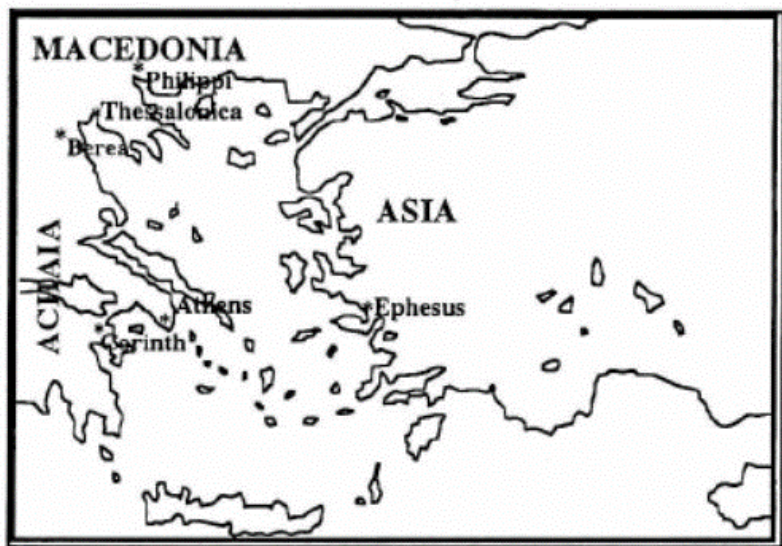 MACEDONIA
Philippi
Thessalonica
Berea
ASIA
ACHAIA
Athens
Ephesus
Corinth